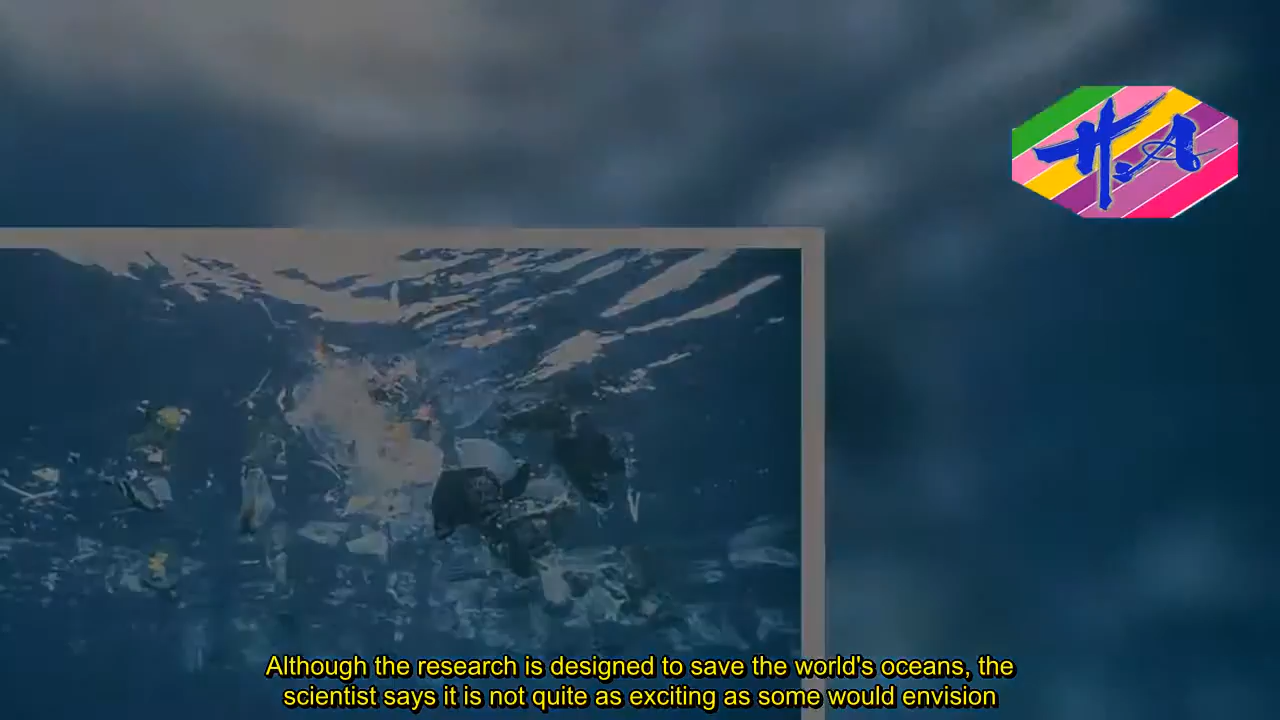 Although the research is designed to save the world's oceans, the
scientist says it is not quite as exciting as some would envision